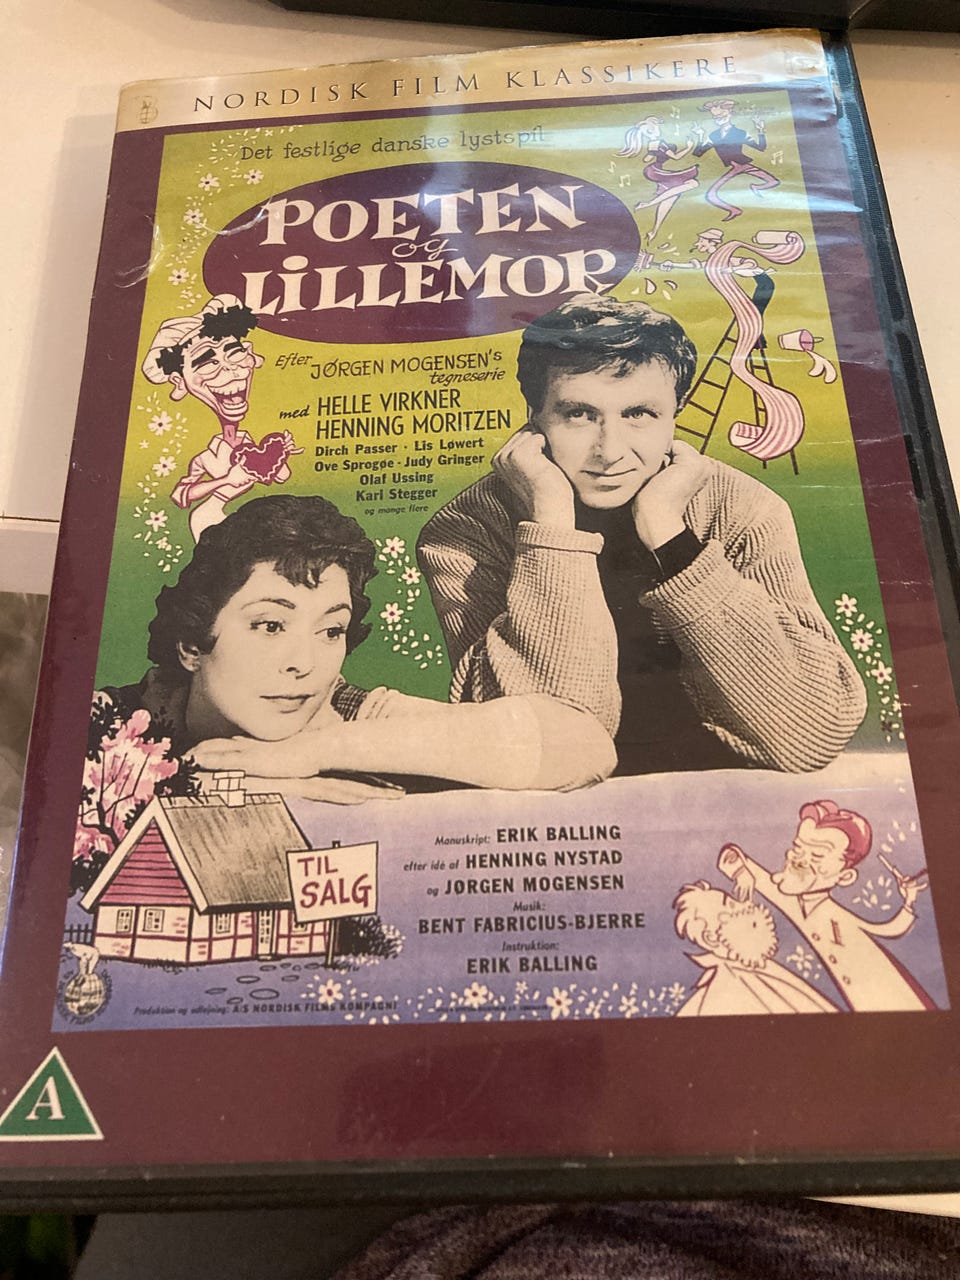 NORDISK FILM KLASSIKERE
Det festlige danske lystspil
POETEN
og
LILLEMOR
Efter JØRGEN MOGENSEN's
tegneserie
med HELLE VIRKNER
HENNING MORITZEN
Dirch Passer · Lis Løwert
Ove Sprogøe · Judy Gringer
Olaf Ussing
Karl Stegger
og mange flere
TIL
SALG
Manuskript: ERIK BALLING
efter idé af HENNING NYSTAD
og JØRGEN MOGENSEN
Musik:
BENT FABRICIUS-BJERRE
Instruktion:
ERIK BALLING
Produktion og udlejning: A/S NORDISK FILMS KOMPAGNI
A